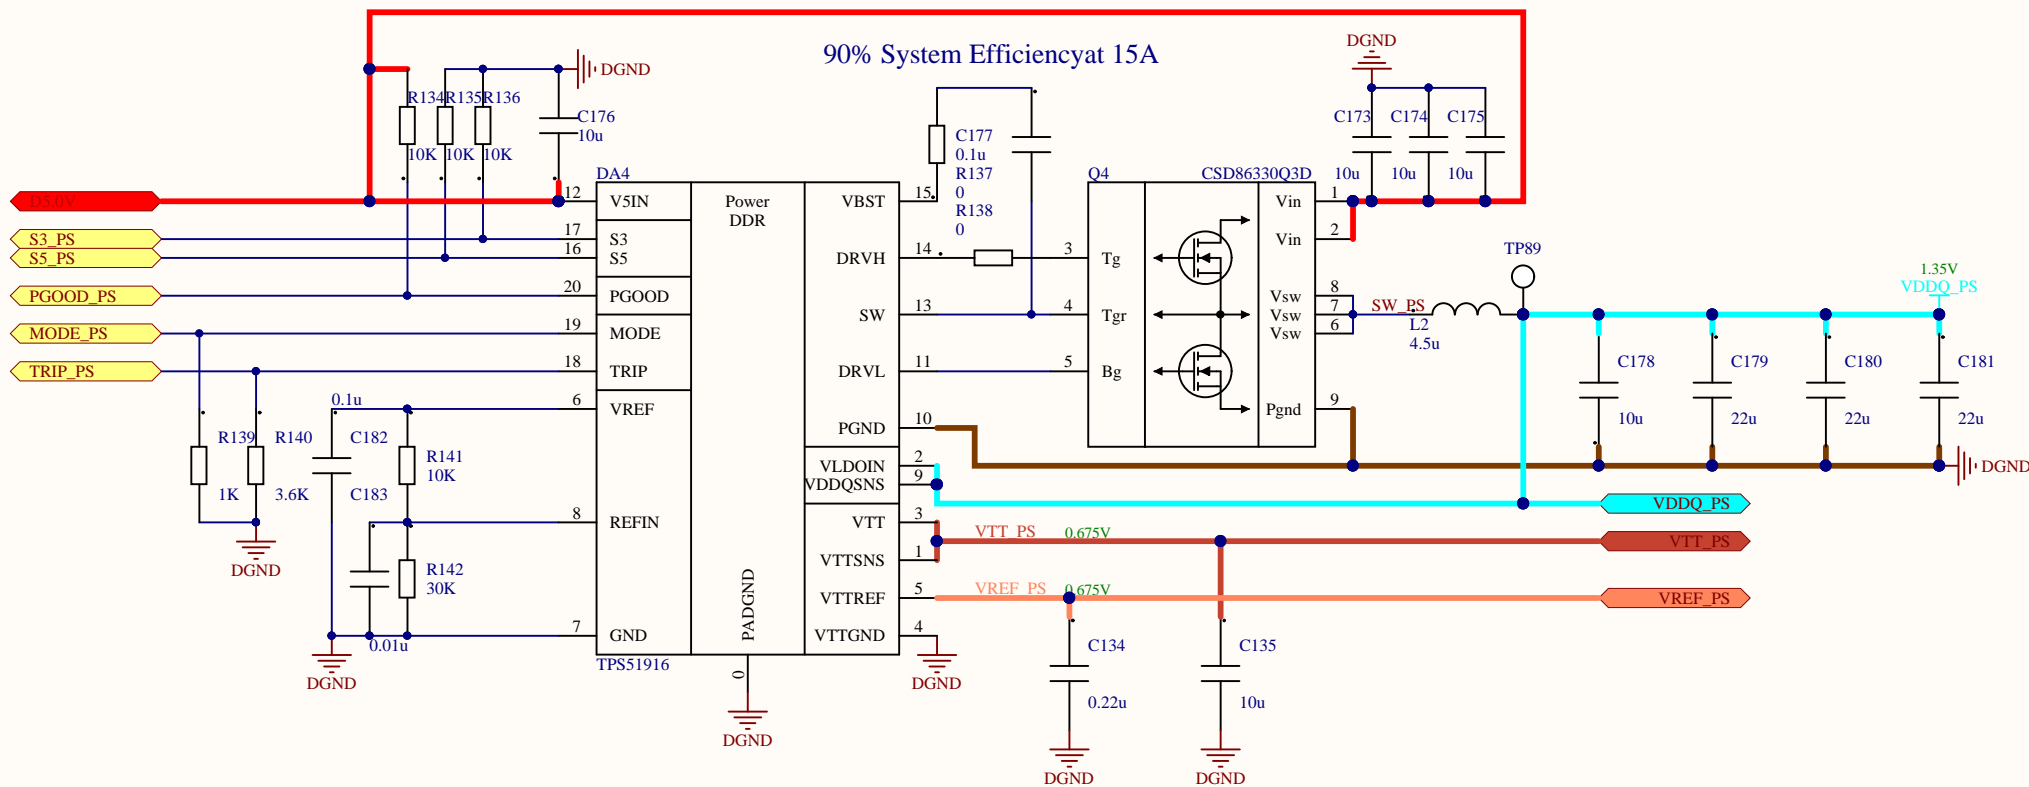 90% System Efficiencyat 15A
DGND
DGND
R134 R135 R136
10K 10K 10K
C176
10u
C177
0.1u
R137
0
R138
0
C173 C174 C175
10u 10u 10u
D5.0V
S3_PS
S5_PS
PGOOD_PS
MODE_PS
TRIP_PS
DA4
Power
DDR
12 V5IN
17 S3
16 S5
20 PGOOD
19 MODE
18 TRIP
6 VREF
8 REFIN
7 GND
PADGND
0
TPS51916
VBST 15
DRVH 14
SW 13
DRVL 11
PGND 10
VLDOIN 2
VDDQSNS 9
VTT 3
VTTSNS 1
VTTREF 5
VTTGND 4
Q4 CSD86330Q3D
3 Tg
4 Tgr
5 Bg
Vin 1
Vin 2
Vsw 8
Vsw 7
Vsw 6
Pgnd 9
SW_PS
L2
4.5u
TP89
1.35V
VDDQ_PS
C178
10u
C179
22u
C180
22u
C181
22u
DGND
VDDQ_PS
VTT_PS 0.675V
VTT_PS
VREF_PS 0.675V
VREF_PS
R139
1K
R140
3.6K
DGND
0.1u
C182
C183
R141
10K
R142
30K
0.01u
DGND
DGND
DGND
C134
0.22u
DGND
C135
10u
DGND